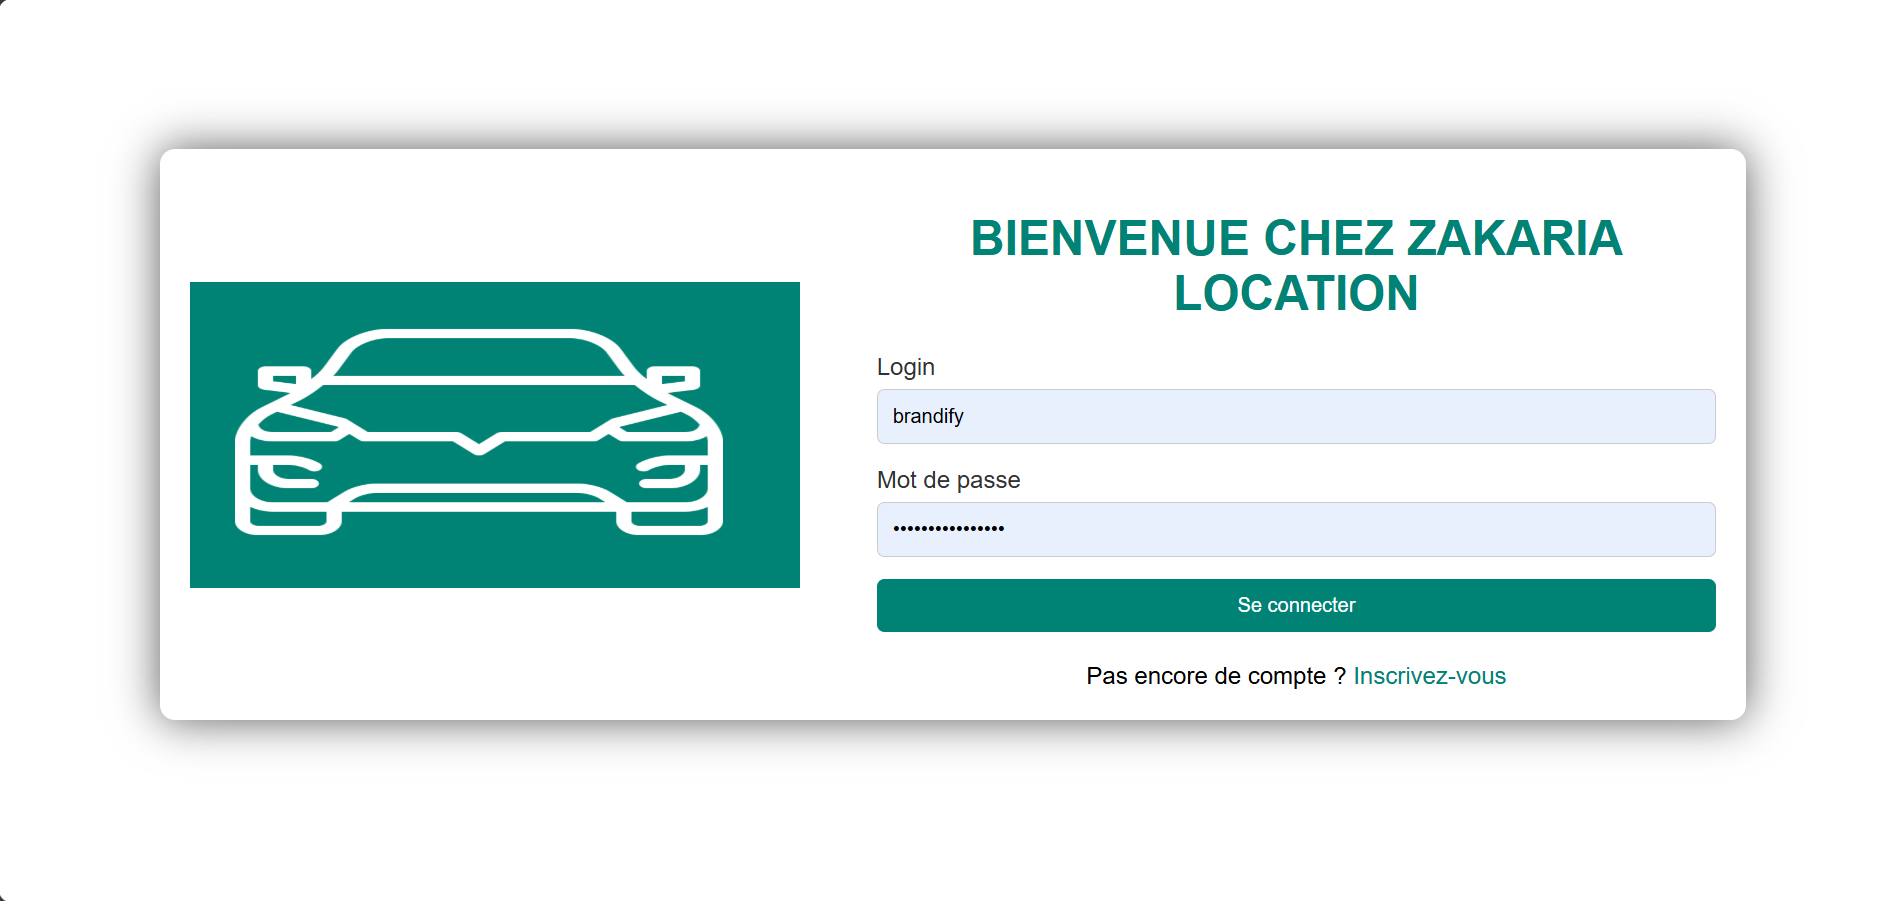 BIENVENUE CHEZ ZAKARIA
LOCATION
Login
brandify
Mot de passe
••••••••••••••••
Se connecter
Pas encore de compte ? Inscrivez-vous